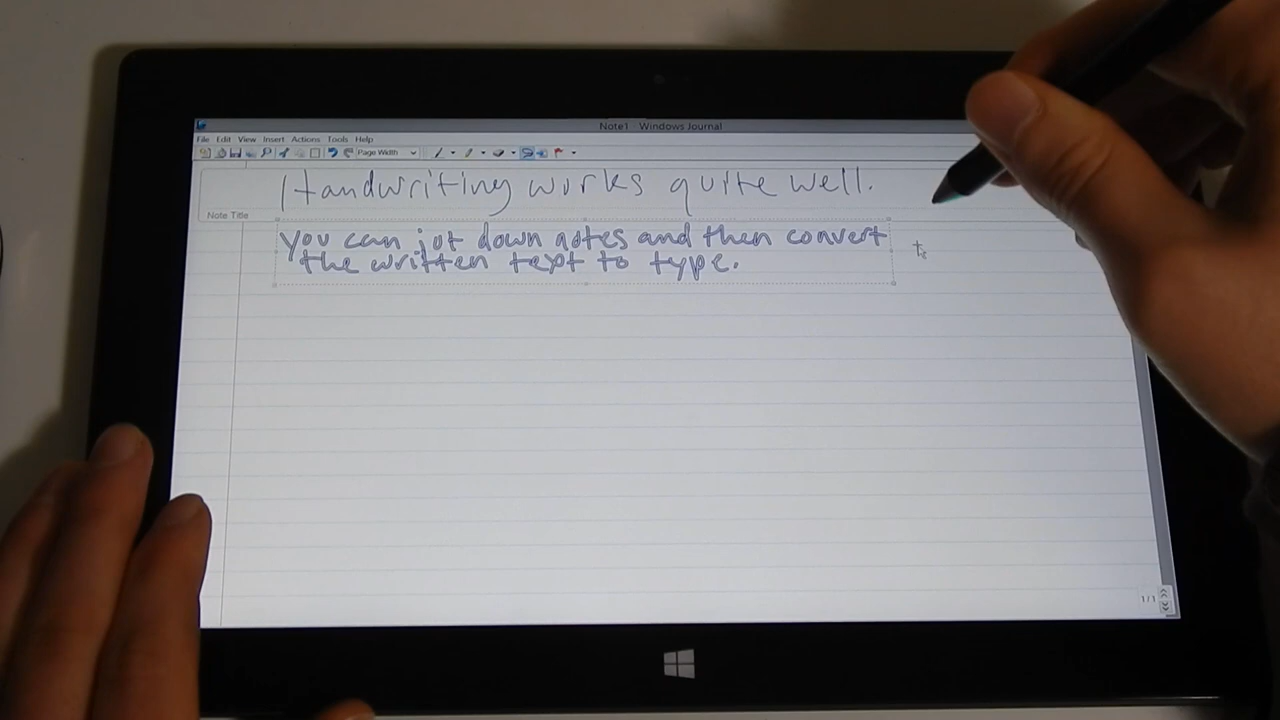 Note1 - Windows Journal
File Edit View Insert Actions Tools Help
Page Width
Handwriting works quite well.
Note Title
You can jot down notes and then convert
the written text to type.
1/1